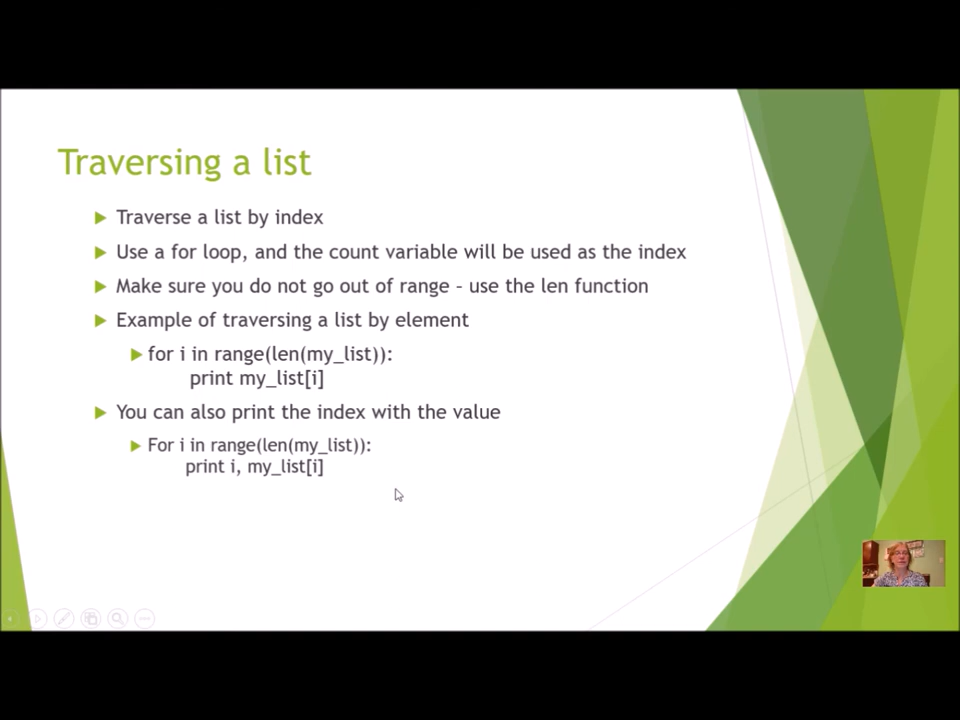 Traversing a list
Traverse a list by index
Use a for loop, and the count variable will be used as the index
Make sure you do not go out of range – use the len function
Example of traversing a list by element
for i in range(len(my_list)):
print my_list[i]
You can also print the index with the value
For i in range(len(my_list)):
print i, my_list[i]